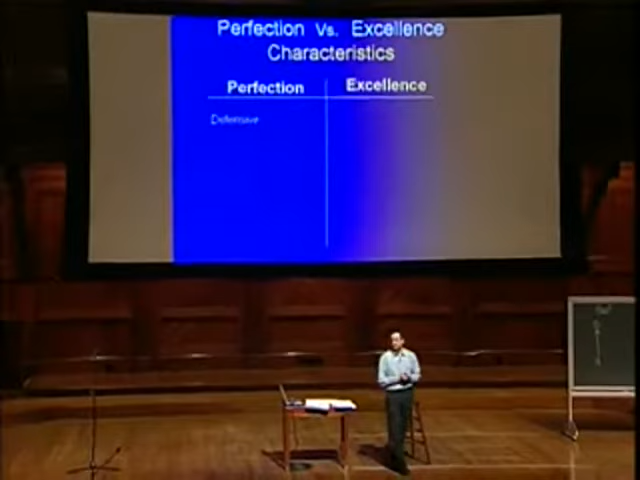 Perfection Vs. Excellence
Characteristics
Perfection Excellence
Defensive